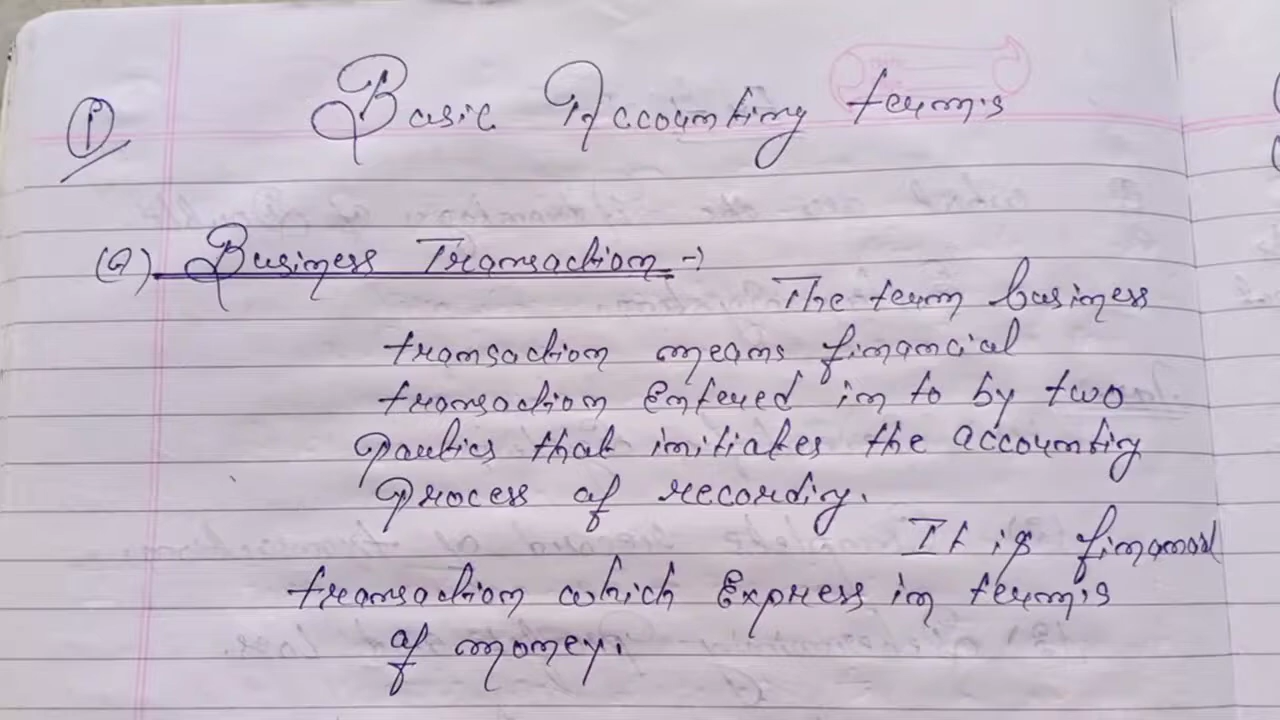 ① Basic Accounting terms
(a) Business Transaction -:
The term business
transaction means financial
transaction Entered in to by two
parties that initiates the accounting
process of recording.
It is financial
transaction which Express in terms
of money.